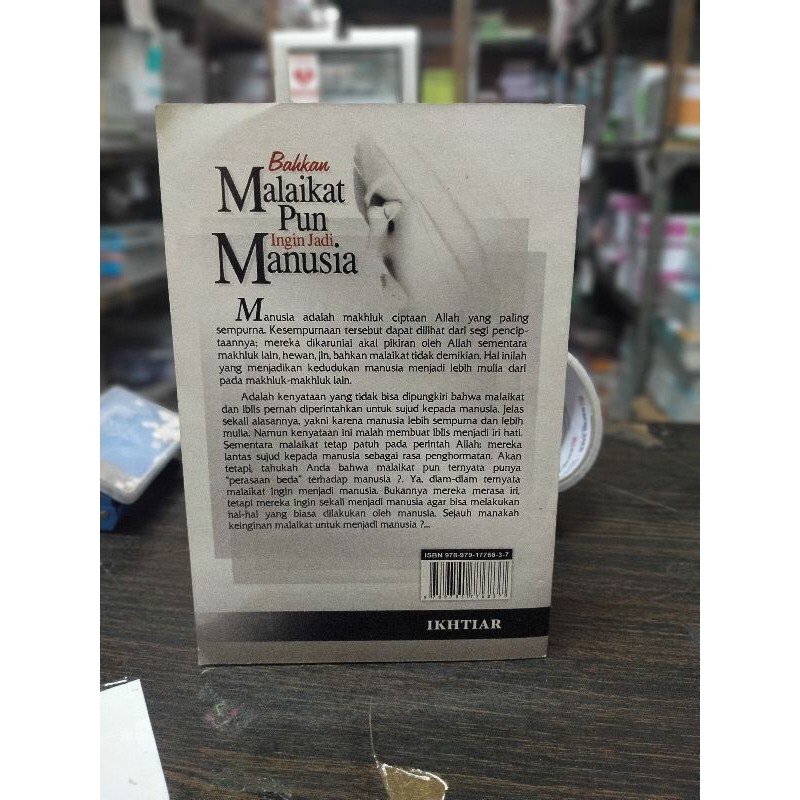 Bahkan
Malaikat
Pun
Ingin Jadi
Manusia
Manusia adalah makhluk ciptaan Allah yang paling
sempurna. Kesempurnaan tersebut dapat dilihat dari segi pencip-
taannya; mereka dikaruniai akal pikiran oleh Allah sementara
makhluk lain, hewan, jin, bahkan malaikat tidak demikian. Hal inilah
yang menjadikan kedudukan manusia menjadi lebih mulia dari
pada makhluk-makhluk lain.
Adalah kenyataan yang tidak bisa dipungkiri bahwa malaikat
dan iblis pernah diperintahkan untuk sujud kepada manusia. Jelas
sekali alasannya, yakni karena manusia lebih sempurna dan lebih
mulia. Namun kenyataan ini malah membuat iblis menjadi iri hati.
Sementara malaikat tetap patuh pada perintah Allah; mereka
lantas sujud kepada manusia sebagai rasa penghormatan. Akan
tetapi, tahukah Anda bahwa malaikat pun ternyata punya
"perasaan beda" terhadap manusia ?. Ya, diam-diam ternyata
malaikat ingin menjadi manusia. Bukannya mereka merasa iri,
tetapi mereka ingin sekali menjadi manusia agar bisa melakukan
hal-hal yang biasa dilakukan oleh manusia. Sejauh manakah
keinginan malaikat untuk menjadi manusia ?...
ISBN 978-979-17768-3-7
IKHTIAR